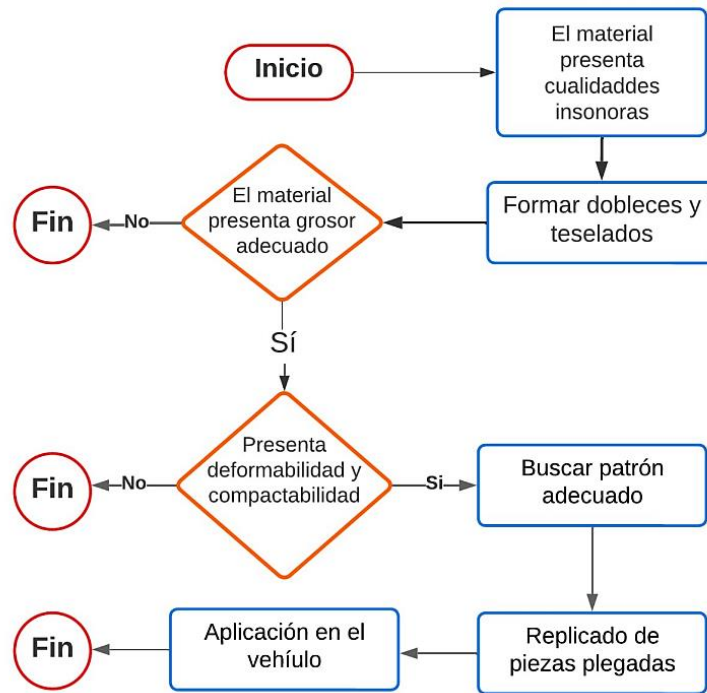 Inicio
El material
presenta
cualidaddes
insonoras
Formar dobleces y
teselados
El material
presenta grosor
adecuado
No
Fin
Sí
Presenta
deformabilidad y
compactabilidad
No
Fin
Si
Buscar patrón
adecuado
Replicado de
piezas plegadas
Aplicación en el
vehíulo
Fin